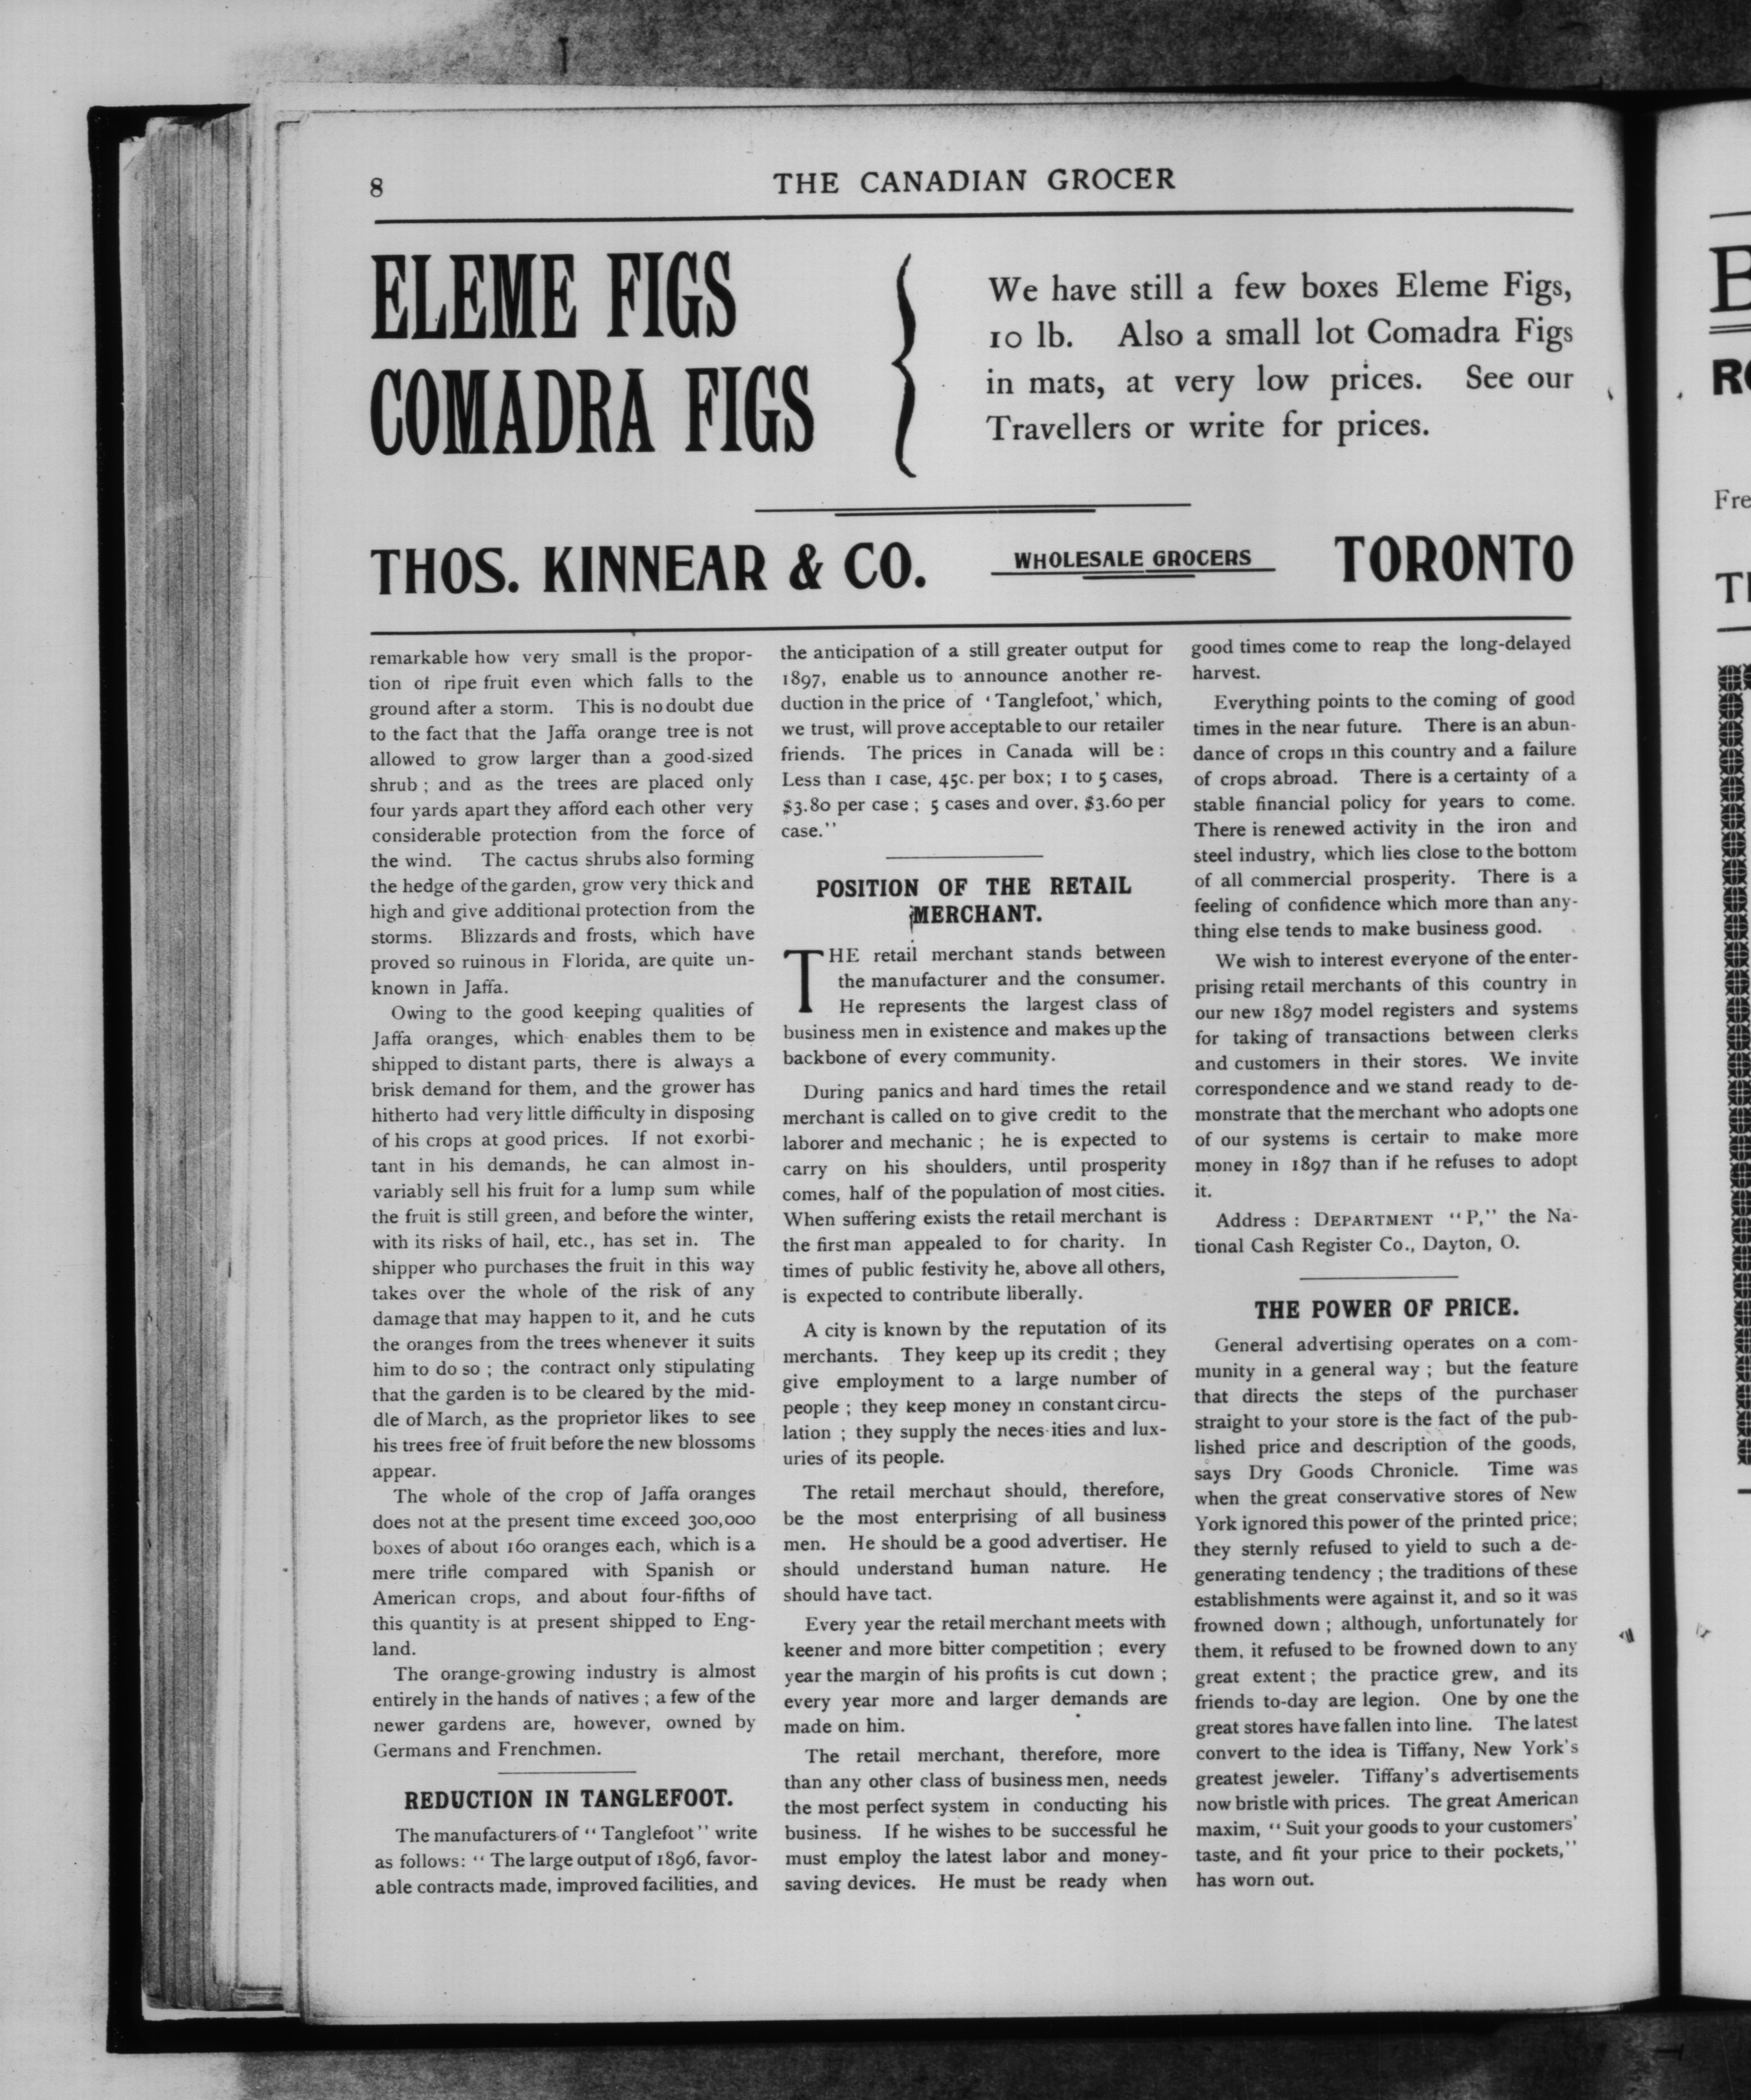 8
THE CANADIAN GROCER
ELEME FIGS
COMADRA FIGS
We have still a few boxes Eleme Figs,
10 lb. Also a small lot Comadra Figs
in mats, at very low prices. See our
Travellers or write for prices.
THOS. KINNEAR & CO.
WHOLESALE GROCERS
TORONTO
remarkable how very small is the propor-
tion of ripe fruit even which falls to the
ground after a storm. This is no doubt due
to the fact that the Jaffa orange tree is not
allowed to grow larger than a good-sized
shrub ; and as the trees are placed only
four yards apart they afford each other very
considerable protection from the force of
the wind. The cactus shrubs also forming
the hedge of the garden, grow very thick and
high and give additional protection from the
storms. Blizzards and frosts, which have
proved so ruinous in Florida, are quite un-
known in Jaffa.
Owing to the good keeping qualities of
Jaffa oranges, which enables them to be
shipped to distant parts, there is always a
brisk demand for them, and the grower has
hitherto had very little difficulty in disposing
of his crops at good prices. If not exorbi-
tant in his demands, he can almost in-
variably sell his fruit for a lump sum while
the fruit is still green, and before the winter,
with its risks of hail, etc., has set in. The
shipper who purchases the fruit in this way
takes over the whole of the risk of any
damage that may happen to it, and he cuts
the oranges from the trees whenever it suits
him to do so ; the contract only stipulating
that the garden is to be cleared by the mid-
dle of March, as the proprietor likes to see
his trees free of fruit before the new blossoms
appear.
The whole of the crop of Jaffa oranges
does not at the present time exceed 300,000
boxes of about 160 oranges each, which is a
mere trifle compared with Spanish or
American crops, and about four-fifths of
this quantity is at present shipped to Eng-
land.
The orange-growing industry is almost
entirely in the hands of natives ; a few of the
newer gardens are, however, owned by
Germans and Frenchmen.
REDUCTION IN TANGLEFOOT.
The manufacturers of “ Tanglefoot ” write
as follows: “ The large output of 1896, favor-
able contracts made, improved facilities, and
the anticipation of a still greater output for
1897, enable us to announce another re-
duction in the price of ‘ Tanglefoot,’ which,
we trust, will prove acceptable to our retailer
friends. The prices in Canada will be :
Less than 1 case, 45c. per box; 1 to 5 cases,
$3.80 per case ; 5 cases and over, $3.60 per
case.”
POSITION OF THE RETAIL
MERCHANT.
THE retail merchant stands between
the manufacturer and the consumer.
He represents the largest class of
business men in existence and makes up the
backbone of every community.
During panics and hard times the retail
merchant is called on to give credit to the
laborer and mechanic ; he is expected to
carry on his shoulders, until prosperity
comes, half of the population of most cities.
When suffering exists the retail merchant is
the first man appealed to for charity. In
times of public festivity he, above all others,
is expected to contribute liberally.
A city is known by the reputation of its
merchants. They keep up its credit ; they
give employment to a large number of
people ; they keep money in constant circu-
lation ; they supply the neces-ities and lux-
uries of its people.
The retail merchaut should, therefore,
be the most enterprising of all business
men. He should be a good advertiser. He
should understand human nature. He
should have tact.
Every year the retail merchant meets with
keener and more bitter competition ; every
year the margin of his profits is cut down ;
every year more and larger demands are
made on him.
The retail merchant, therefore, more
than any other class of business men, needs
the most perfect system in conducting his
business. If he wishes to be successful he
must employ the latest labor and money-
saving devices. He must be ready when
good times come to reap the long-delayed
harvest.
Everything points to the coming of good
times in the near future. There is an abun-
dance of crops in this country and a failure
of crops abroad. There is a certainty of a
stable financial policy for years to come.
There is renewed activity in the iron and
steel industry, which lies close to the bottom
of all commercial prosperity. There is a
feeling of confidence which more than any-
thing else tends to make business good.
We wish to interest everyone of the enter-
prising retail merchants of this country in
our new 1897 model registers and systems
for taking of transactions between clerks
and customers in their stores. We invite
correspondence and we stand ready to de-
monstrate that the merchant who adopts one
of our systems is certain to make more
money in 1897 than if he refuses to adopt
it.
Address : DEPARTMENT “ P,” the Na-
tional Cash Register Co., Dayton, O.
THE POWER OF PRICE.
General advertising operates on a com-
munity in a general way ; but the feature
that directs the steps of the purchaser
straight to your store is the fact of the pub-
lished price and description of the goods,
says Dry Goods Chronicle. Time was
when the great conservative stores of New
York ignored this power of the printed price;
they sternly refused to yield to such a de-
generating tendency ; the traditions of these
establishments were against it, and so it was
frowned down ; although, unfortunately for
them, it refused to be frowned down to any
great extent ; the practice grew, and its
friends to-day are legion. One by one the
great stores have fallen into line. The latest
convert to the idea is Tiffany, New York's
greatest jeweler. Tiffany's advertisements
now bristle with prices. The great American
maxim, “ Suit your goods to your customers'
taste, and fit your price to their pockets,”
has worn out.